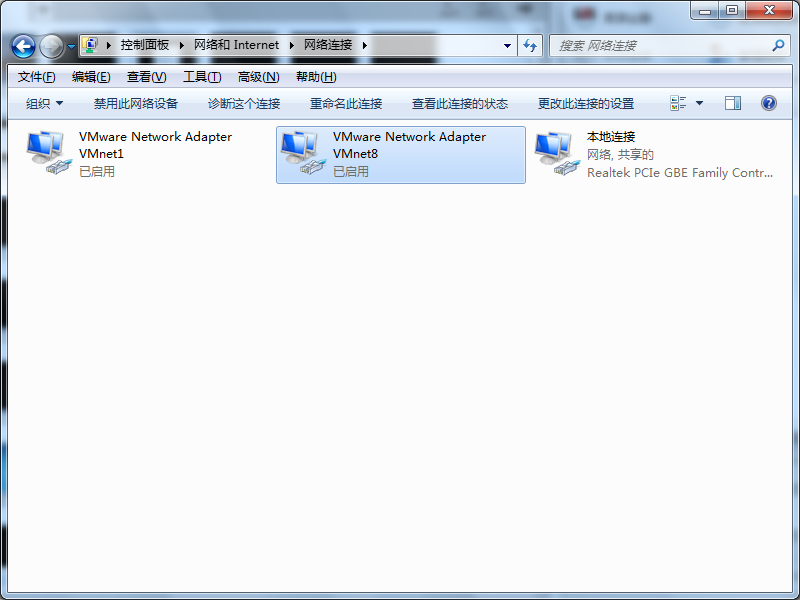 控制面板 网络和 Internet 网络连接
搜索 网络连接
文件(F) 编辑(E) 查看(V) 工具(T) 高级(N) 帮助(H)
组织 禁用此网络设备 诊断这个连接 重命名此连接 查看此连接的状态 更改此连接的设置
VMware Network Adapter
VMnet1
已启用
VMware Network Adapter
VMnet8
已启用
本地连接
网络, 共享的
Realtek PCIe GBE Family Contr...